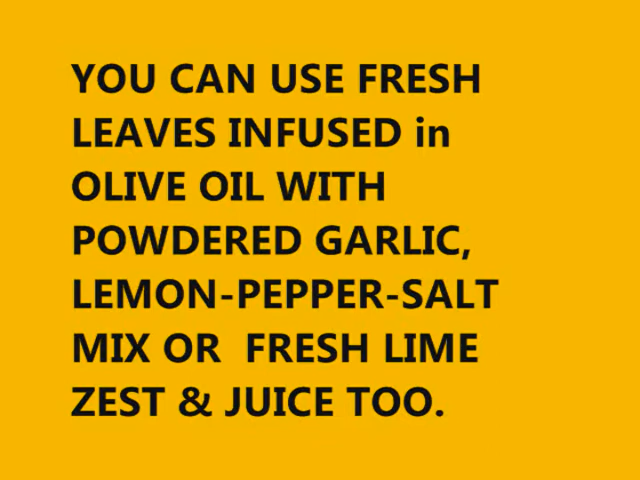 YOU CAN USE FRESH
LEAVES INFUSED in
OLIVE OIL WITH
POWDERED GARLIC,
LEMON-PEPPER-SALT
MIX OR  FRESH LIME
ZEST & JUICE TOO.